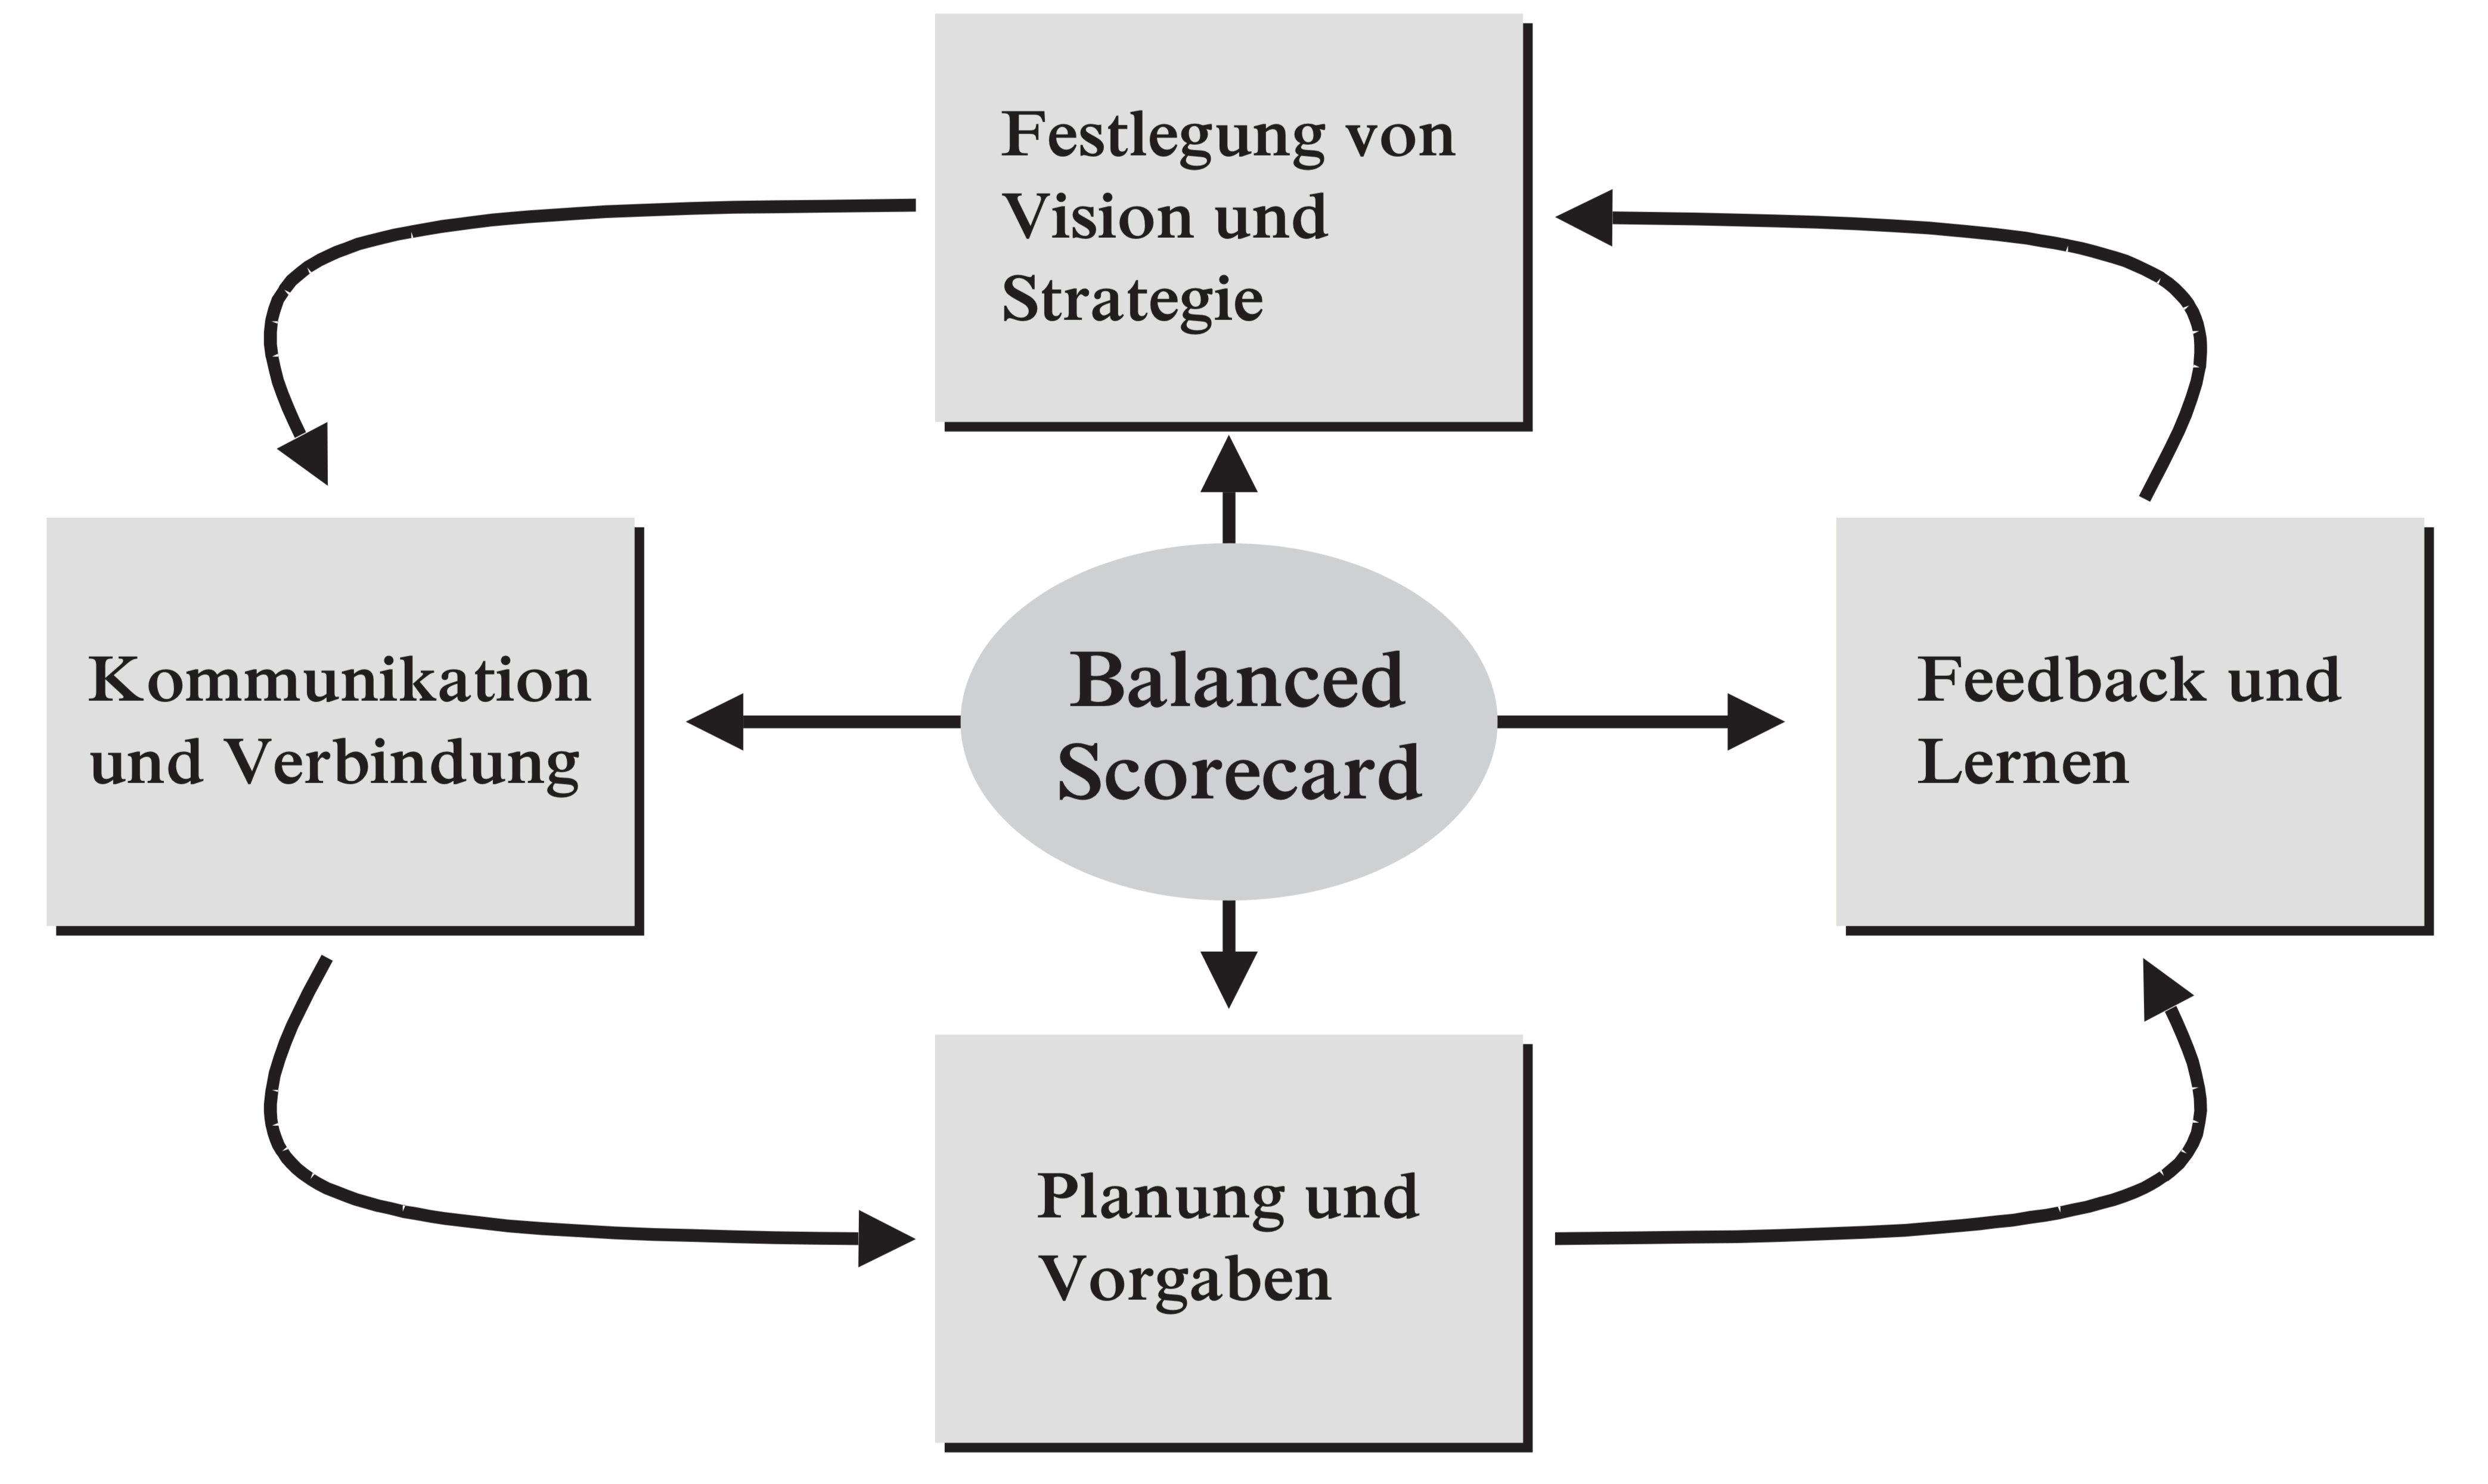 Festlegung von
Vision und
Strategie
Kommunikation
und Verbindung
Balanced
Scorecard
Feedback und
Lernen
Planung und
Vorgaben